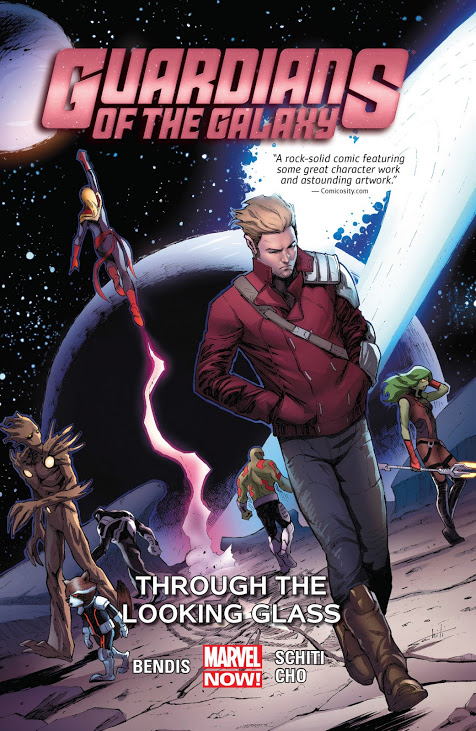 GUARDIANS
OF THE GALAXY
"A rock-solid comic featuring
some great character work
and astounding artwork."
— Comicosity.com
THROUGH THE
LOOKING GLASS
BENDIS
MARVEL
NOW!
SCHITI
CHO